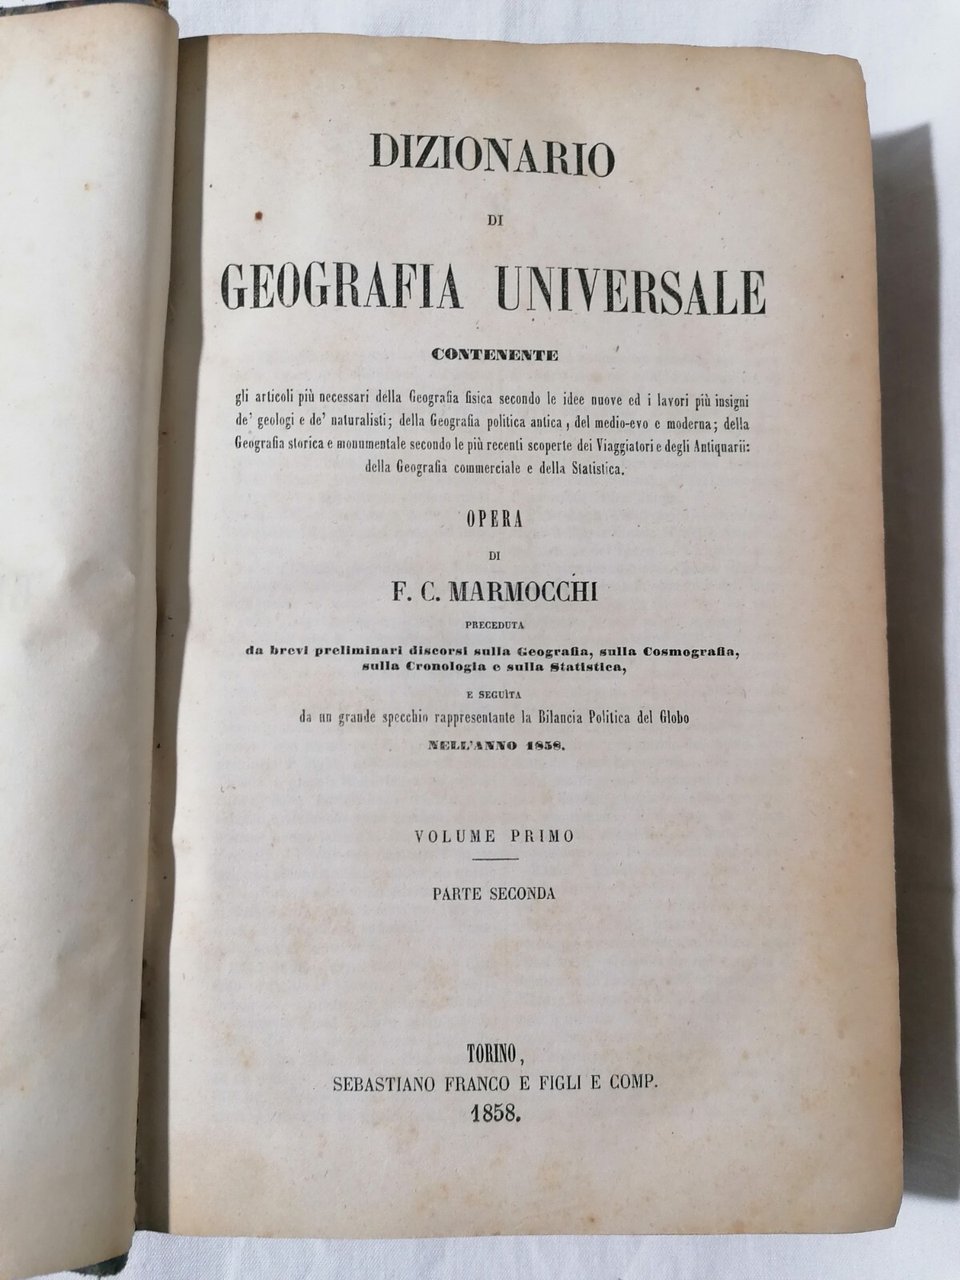 DIZIONARIO
DI
GEOGRAFIA UNIVERSALE
CONTENENTE
gli articoli più necessari della Geografia fisica secondo le idee nuove ed i lavori più insigni
de' geologi e de' naturalisti; della Geografia politica antica, del medio-evo e moderna; della
Geografia storica e monumentale secondo le più recenti scoperte dei Viaggiatori e degli Antiquarii:
della Geografia commerciale e della Statistica.
OPERA
DI
F. C. MARMOCCHI
PRECEDUTA
da brevi preliminari discorsi sulla Geografia, sulla Cosmografia,
sulla Cronologia e sulla Statistica,
E SEGUITA
da un grande specchio rappresentante la Bilancia Politica del Globo
NELL'ANNO 1858.
VOLUME PRIMO
PARTE SECONDA
TORINO,
SEBASTIANO FRANCO E FIGLI E COMP.
1858.